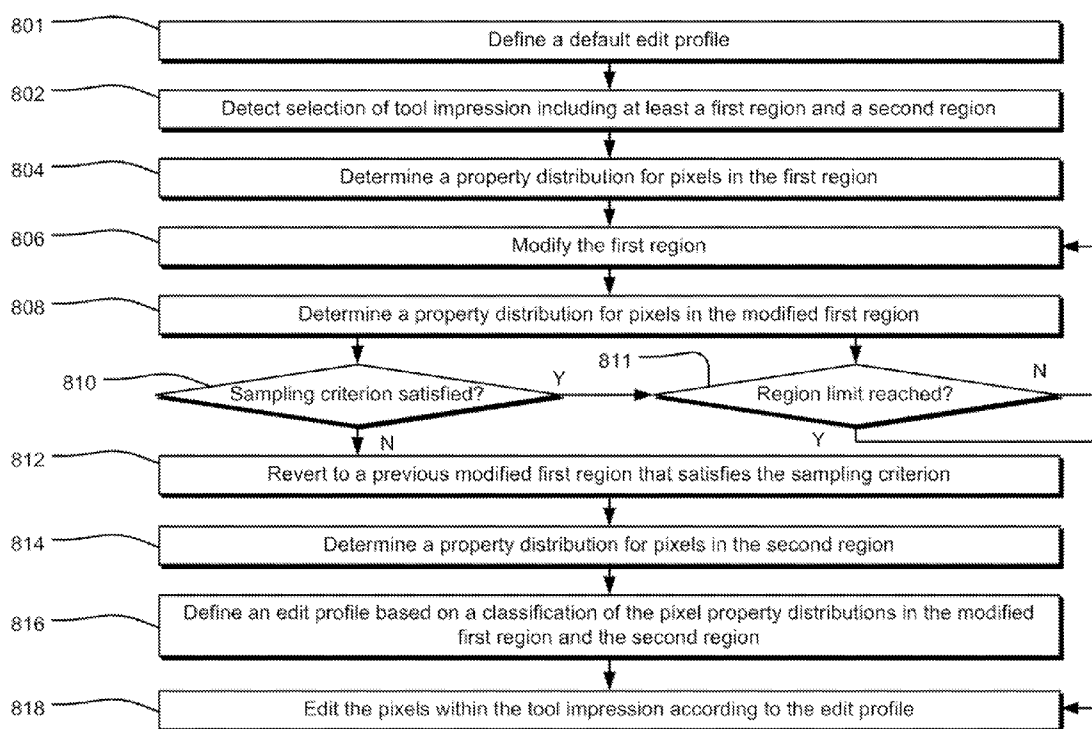 801
Define a default edit profile
802
Detect selection of tool impression including at least a first region and a second region
804
Determine a property distribution for pixels in the first region
806
Modify the first region
808
Determine a property distribution for pixels in the modified first region
810
Sampling criterion satisfied?
Y
N
811
Region limit reached?
N
Y
812
Revert to a previous modified first region that satisfies the sampling criterion
814
Determine a property distribution for pixels in the second region
816
Define an edit profile based on a classification of the pixel property distributions in the modified
first region and the second region
818
Edit the pixels within the tool impression according to the edit profile